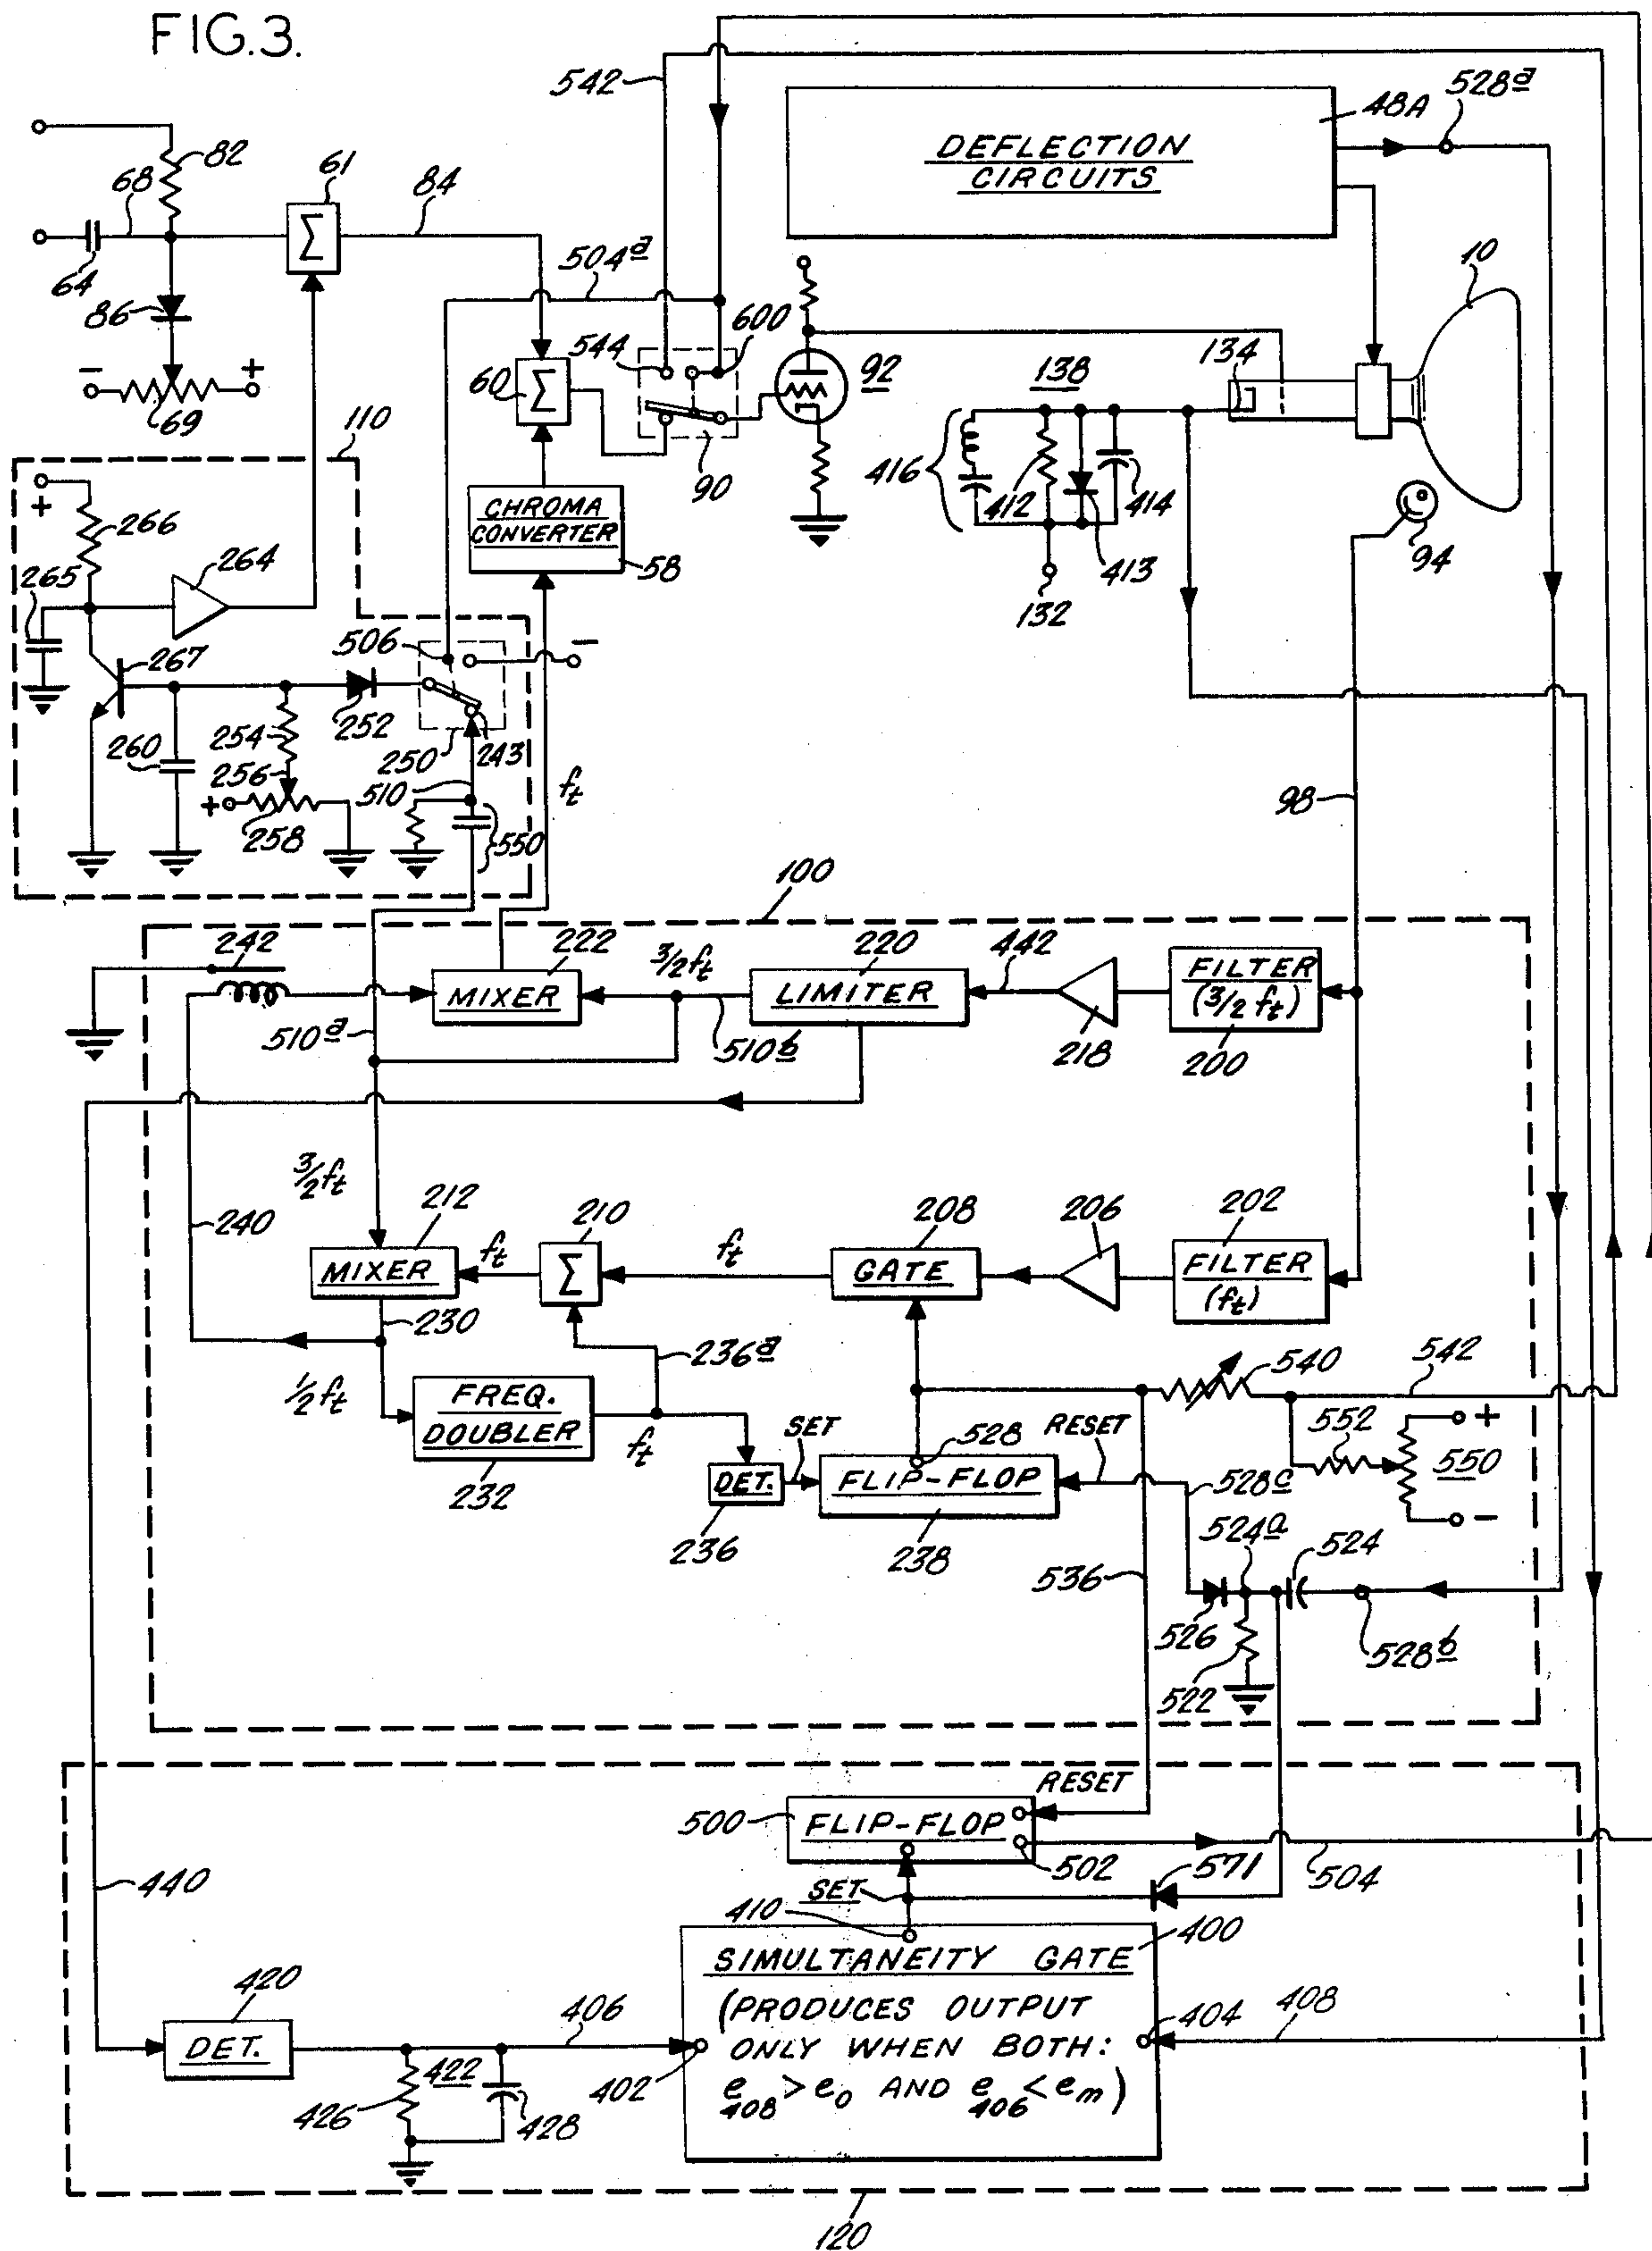 FIG.3.
542
528a
48A
DEFLECTION
CIRCUITS
82
61
68
84
Σ
64
504a
10
86
600
544
92
134
60
Σ
138
−
+
69
110
90
416
412
414
94
+
266
CHROMA
CONVERTER
58
413
265
264
132
506
−
267
252
254
260
250
243
256
510
ft
98
+
258
550
100
242
222
3/2 ft
220
442
FILTER
(3/2 ft)
MIXER
LIMITER
510a
510b
218
200
3/2 ft
240
212
210
208
206
202
ft
ft
MIXER
Σ
GATE
FILTER
(ft)
230
236a
540
542
1/2 ft
FREQ.
DOUBLER
ft
SET
528
RESET
552
+
550
−
DET.
FLIP-FLOP
528c
232
236
238
524a
524
536
526
528b
522
RESET
500
FLIP-FLOP
502
571
504
440
SET
410
400
SIMULTANEITY GATE
420
(PRODUCES OUTPUT
406
404
408
DET.
ONLY WHEN BOTH:
422
402
e408 > eo AND e406 < em)
426
428
120